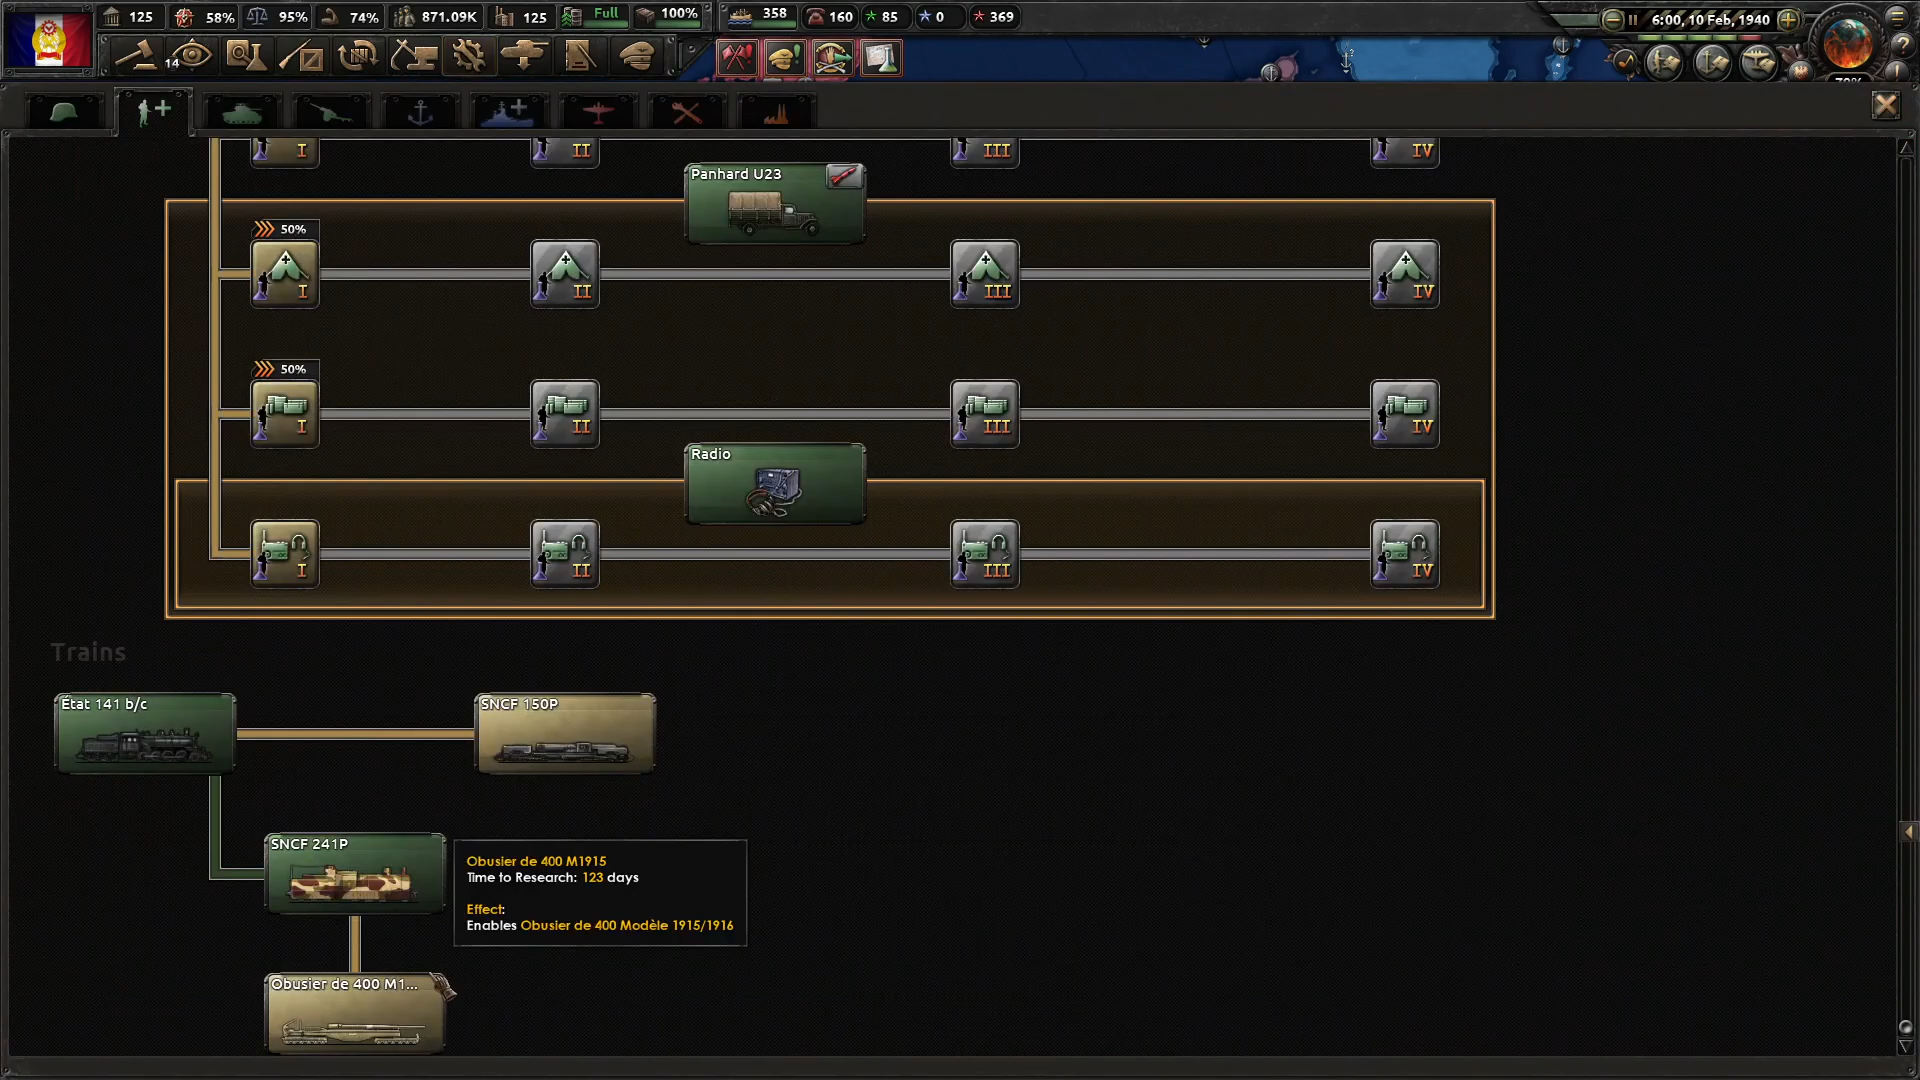 125
58%
95%
74%
871.09K
125
Full
100%
358
160
85
0
369
6:00, 10 Feb, 1940
14
I
II
III
IV
Panhard U23
50%
I
II
III
IV
50%
I
II
III
IV
Radio
I
II
III
IV
Trains
État 141 b/c
SNCF 150P
SNCF 241P
Obusier de 400 M1915
Time to Research: 123 days
Effect:
Enables Obusier de 400 Modèle 1915/1916
Obusier de 400 M1...